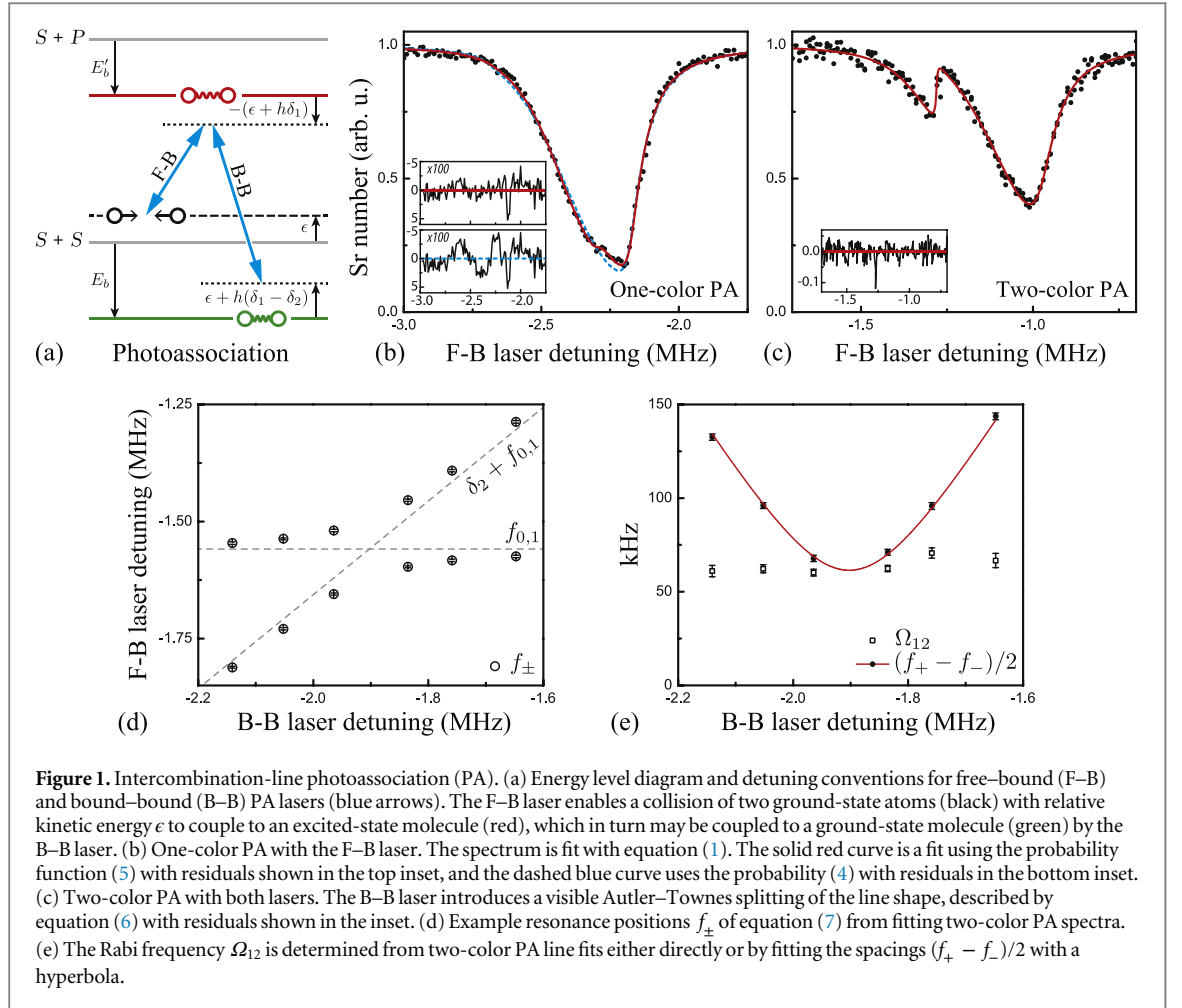 S + P
E′_b
−(ϵ + hδ₁)
F-B
B-B
ϵ
S + S
E_b
ϵ + h(δ₁ − δ₂)
(a) Photoassociation
Sr number (arb. u.)
1.0
0.5
0.0
x100
-5
0
5
x100
-5
0
5
-3.0 -2.5 -2.0
One-color PA
-3.0 -2.5 -2.0
(b) F-B laser detuning (MHz)
1.0
0.5
0.0
0.0
-0.1
-1.5 -1.0
Two-color PA
-1.5 -1.0
(c) F-B laser detuning (MHz)
F-B laser detuning (MHz)
-1.25
-1.50
-1.75
δ₂ + f₀,₁
f₀,₁
f±
-2.2 -2.0 -1.8 -1.6
(d) B-B laser detuning (MHz)
kHz
150
100
50
0
Ω₁₂
(f₊ − f₋)/2
-2.2 -2.0 -1.8 -1.6
(e) B-B laser detuning (MHz)
Figure 1. Intercombination-line photoassociation (PA). (a) Energy level diagram and detuning conventions for free–bound (F–B)
and bound–bound (B–B) PA lasers (blue arrows). The F–B laser enables a collision of two ground-state atoms (black) with relative
kinetic energy ϵ to couple to an excited-state molecule (red), which in turn may be coupled to a ground-state molecule (green) by the
B–B laser. (b) One-color PA with the F–B laser. The spectrum is fit with equation (1). The solid red curve is a fit using the probability
function (5) with residuals shown in the top inset, and the dashed blue curve uses the probability (4) with residuals in the bottom inset.
(c) Two-color PA with both lasers. The B–B laser introduces a visible Autler–Townes splitting of the line shape, described by
equation (6) with residuals shown in the inset. (d) Example resonance positions f± of equation (7) from fitting two-color PA spectra.
(e) The Rabi frequency Ω₁₂ is determined from two-color PA line fits either directly or by fitting the spacings (f₊ − f₋)/2 with a
hyperbola.